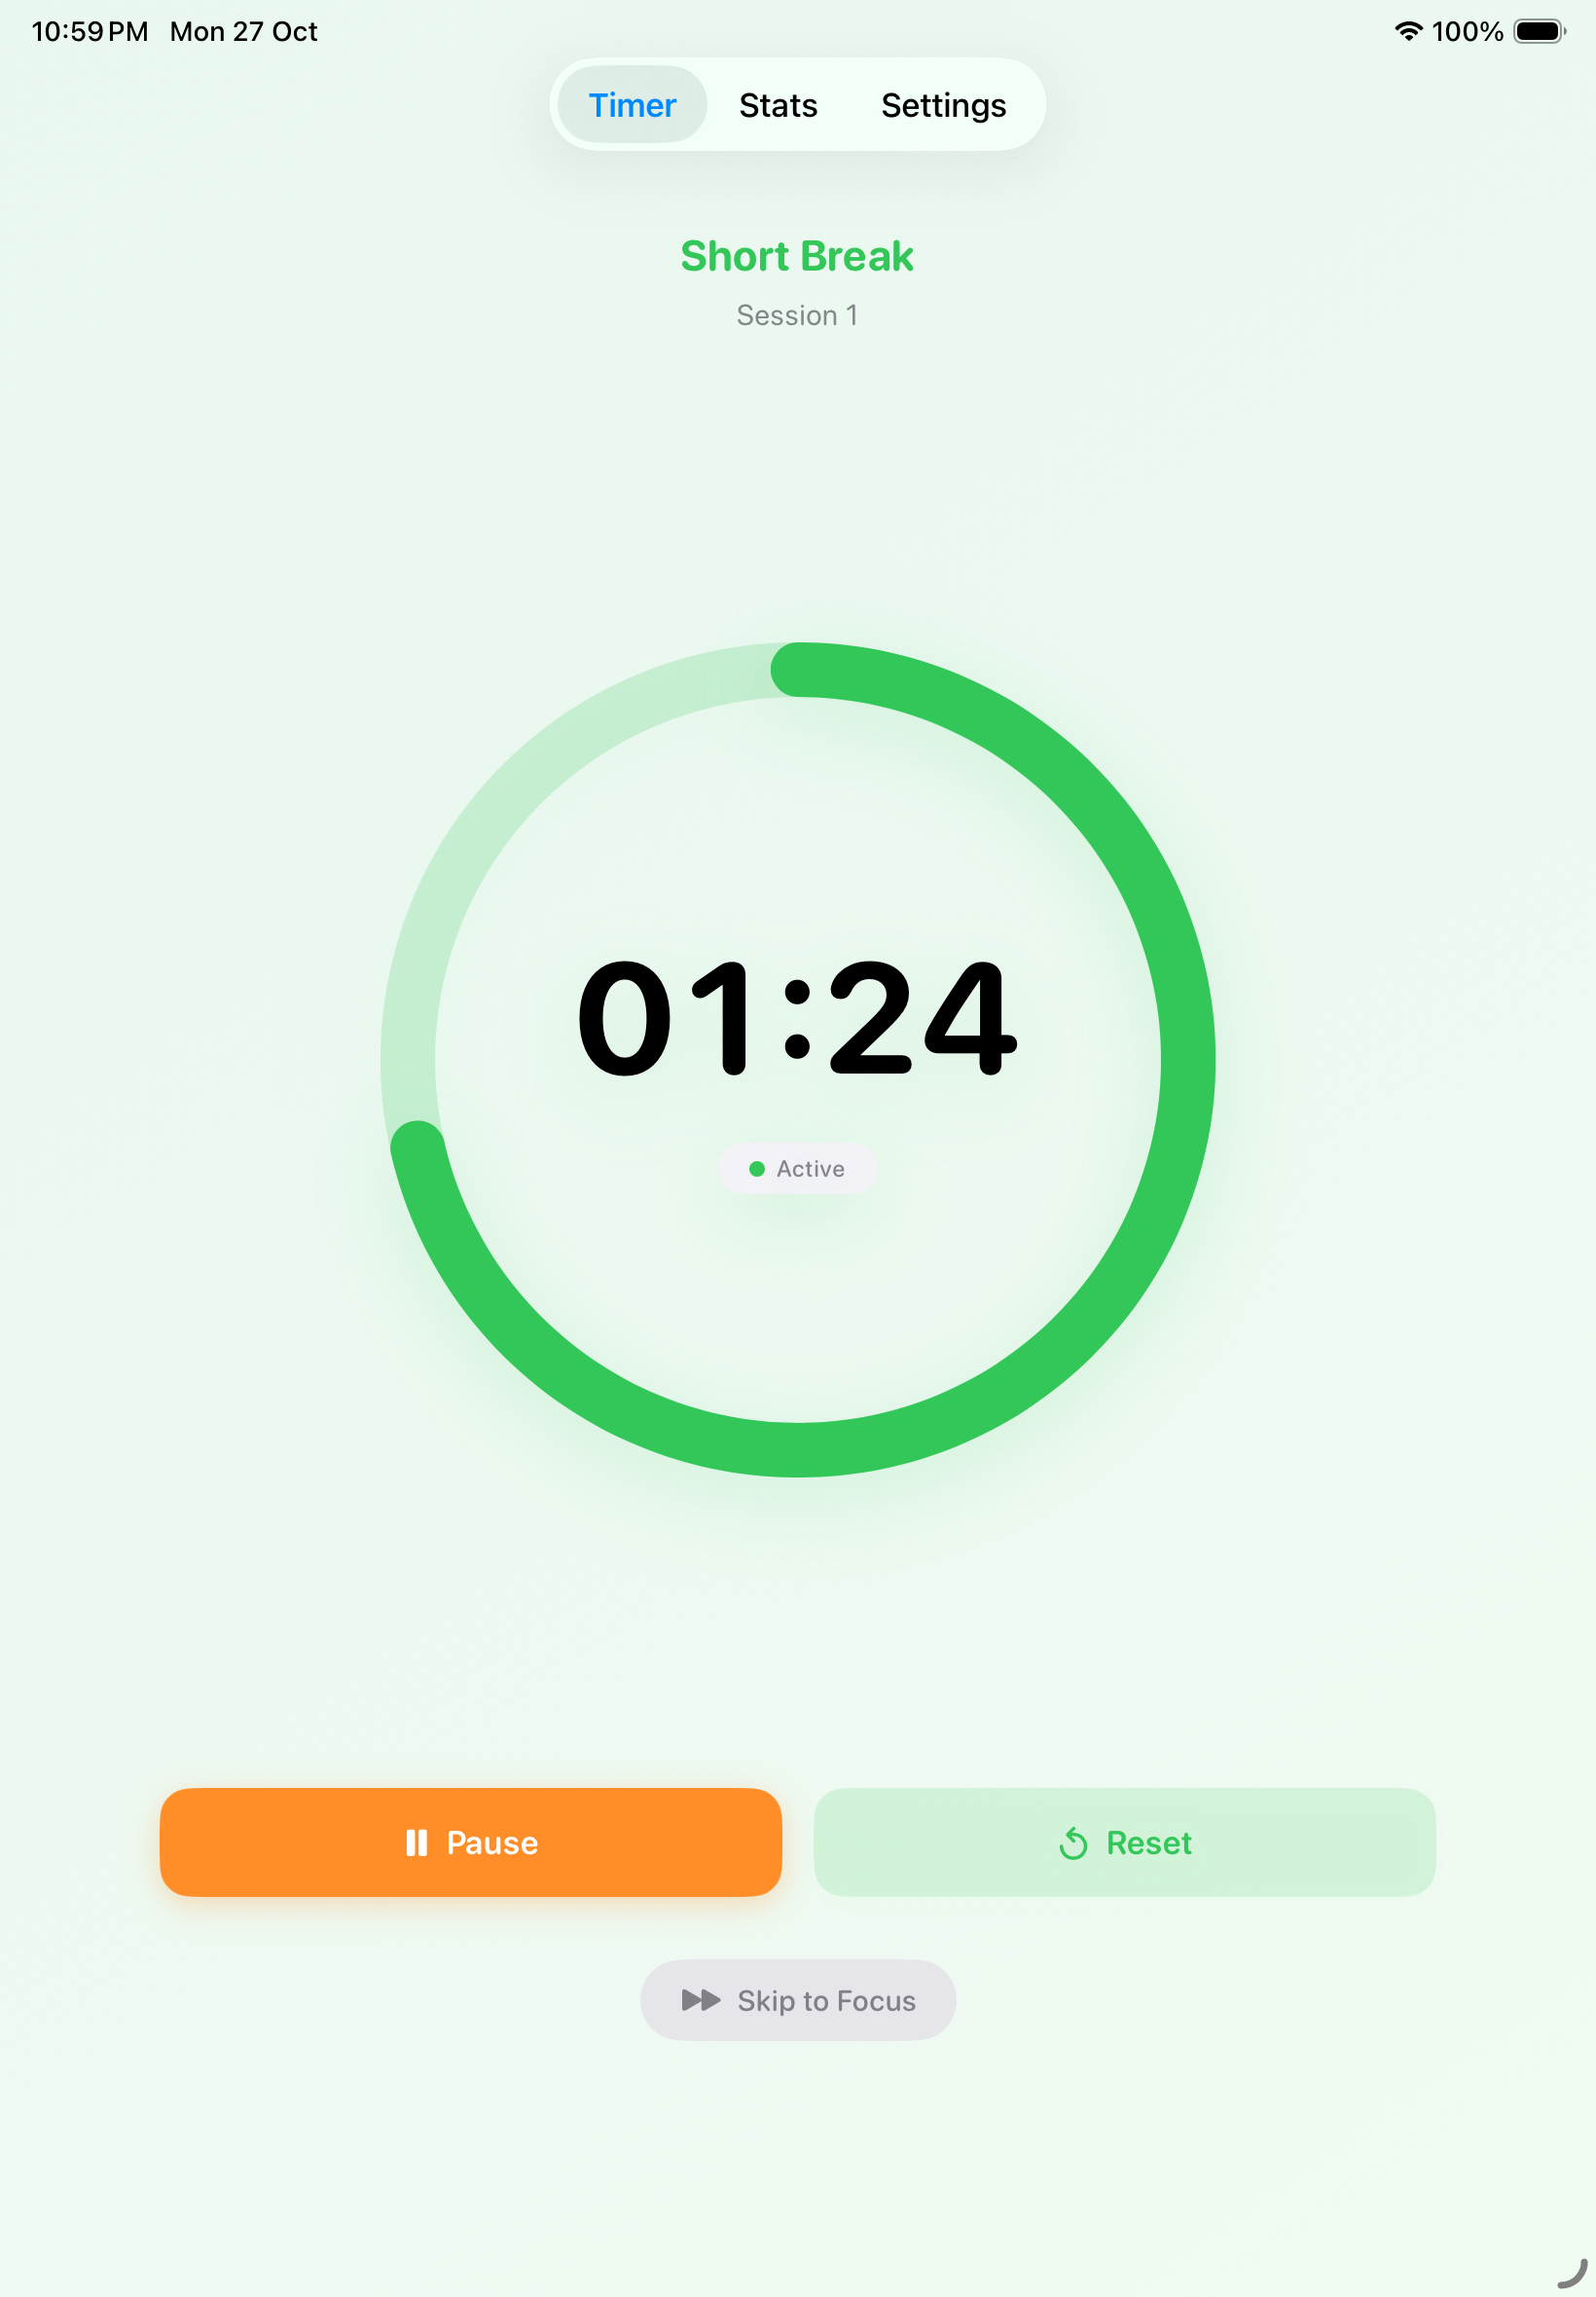 10:59 PM Mon 27 Oct 100%
Timer Stats Settings
Short Break
Session 1
01:24
Active
Pause Reset
Skip to Focus